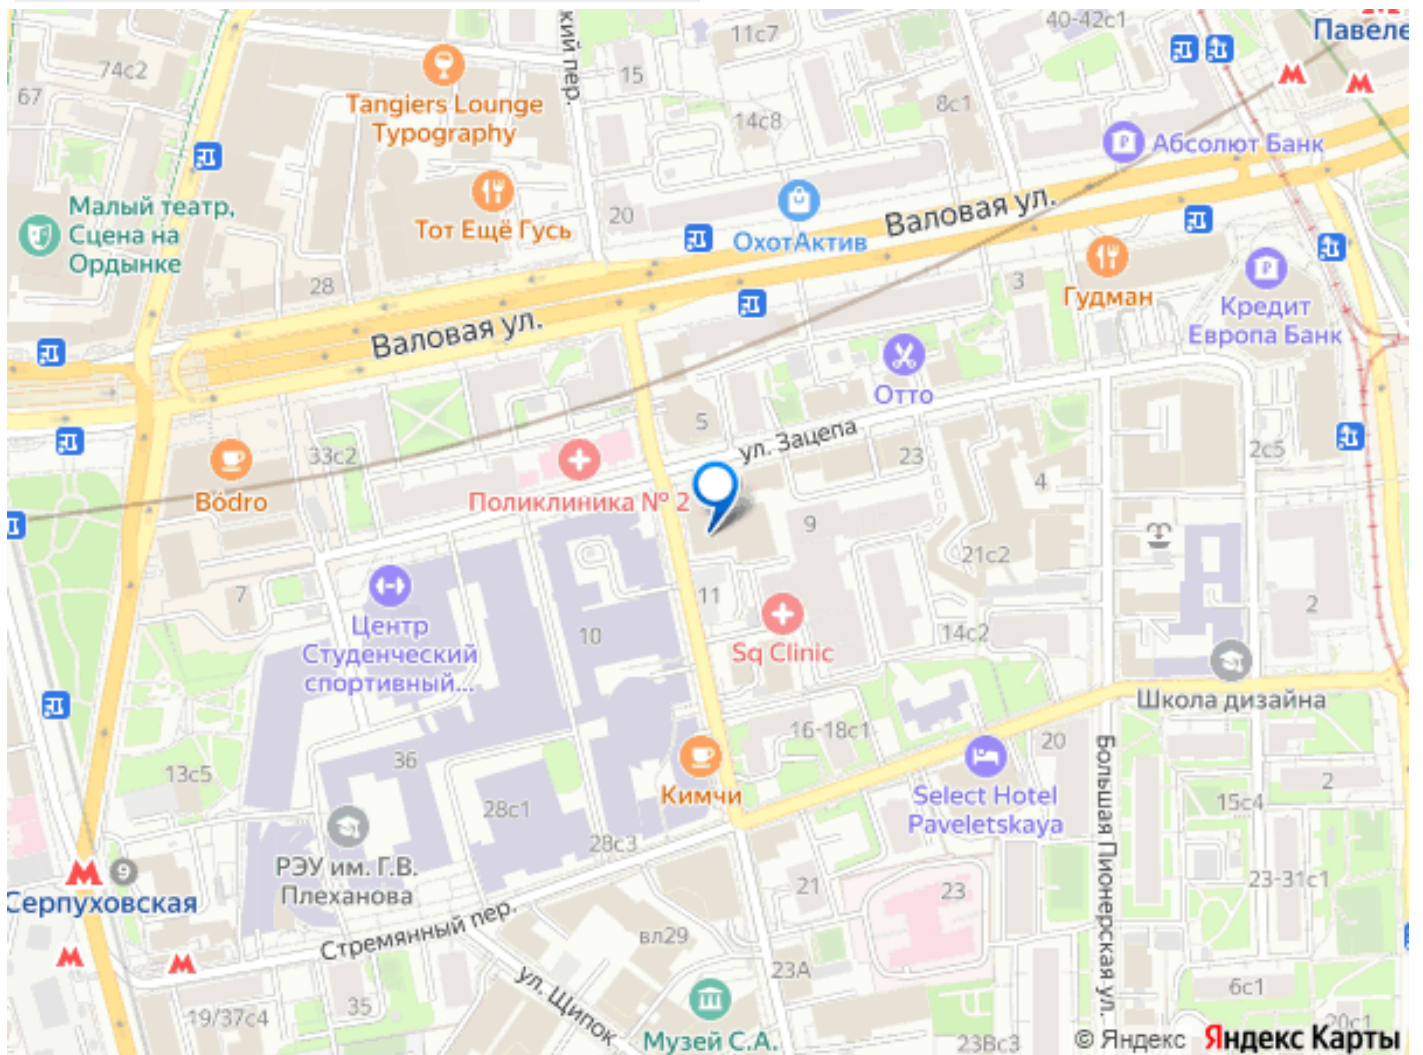 40-42с1
Павеле
11с7
кий пер.
74с2
15
67
Tangiers Lounge
Typography
8с1
14с8
Абсолют Банк
Малый театр,
Сцена на
Ордынке
Тот Ещё Гусь
20
ОхотАктив
Валовая ул.
28
3
Гудман
Кредит
Европа Банк
Валовая ул.
Отто
5
ул. Зацепа
33с2
23
2с5
Bódro
Поликлиника № 2
4
9
21с2
7
11
2
Центр
Студенческий
спортивный...
10
14с2
Sq Clinic
Школа дизайна
16-18с1
20
36
13с5
Кимчи
Select Hotel
Paveletskaya
2
15с4
28с1
28с3
Большая Пионерская ул.
РЭУ им. Г.В.
Плеханова
9
Серпуховская
21
23
23-31с1
Стремянный пер.
вл29
23А
ул. Щипок
35
19/37с4
6с1
20с1
Музей С.А.
23Вс3
© Яндекс Яндекс Карты